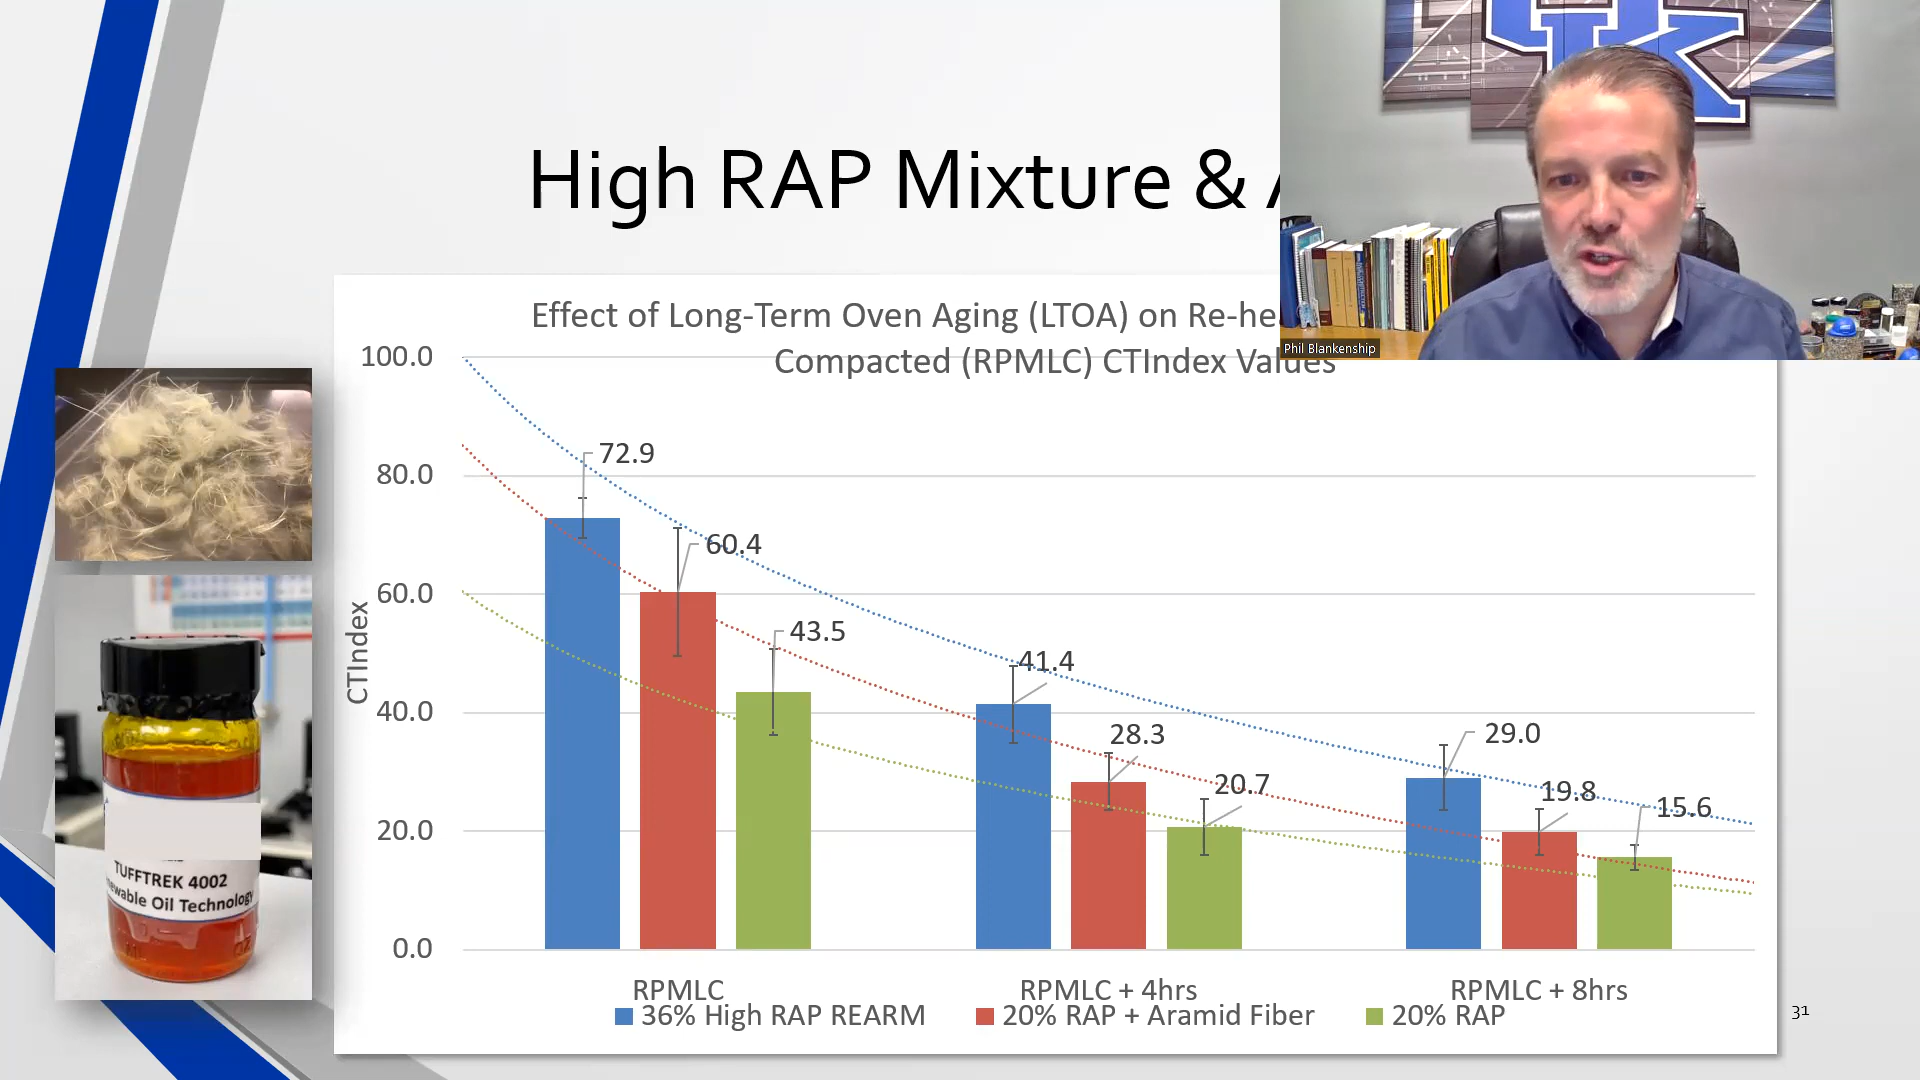 High RAP Mixture &
Effect of Long-Term Oven Aging (LTOA) on
Compacted (RPMLC) CTIndex Values
Phil Blankenship
100.0
80.0
60.0
40.0
20.0
0.0
CTIndex
72.9
60.4
43.5
41.4
28.3
20.7
29.0
19.8
15.6
RPMLC
RPMLC + 4hrs
RPMLC + 8hrs
36% High RAP REARM
20% RAP + Aramid Fiber
20% RAP
TUFFTREK 4002
Oil Technology
31